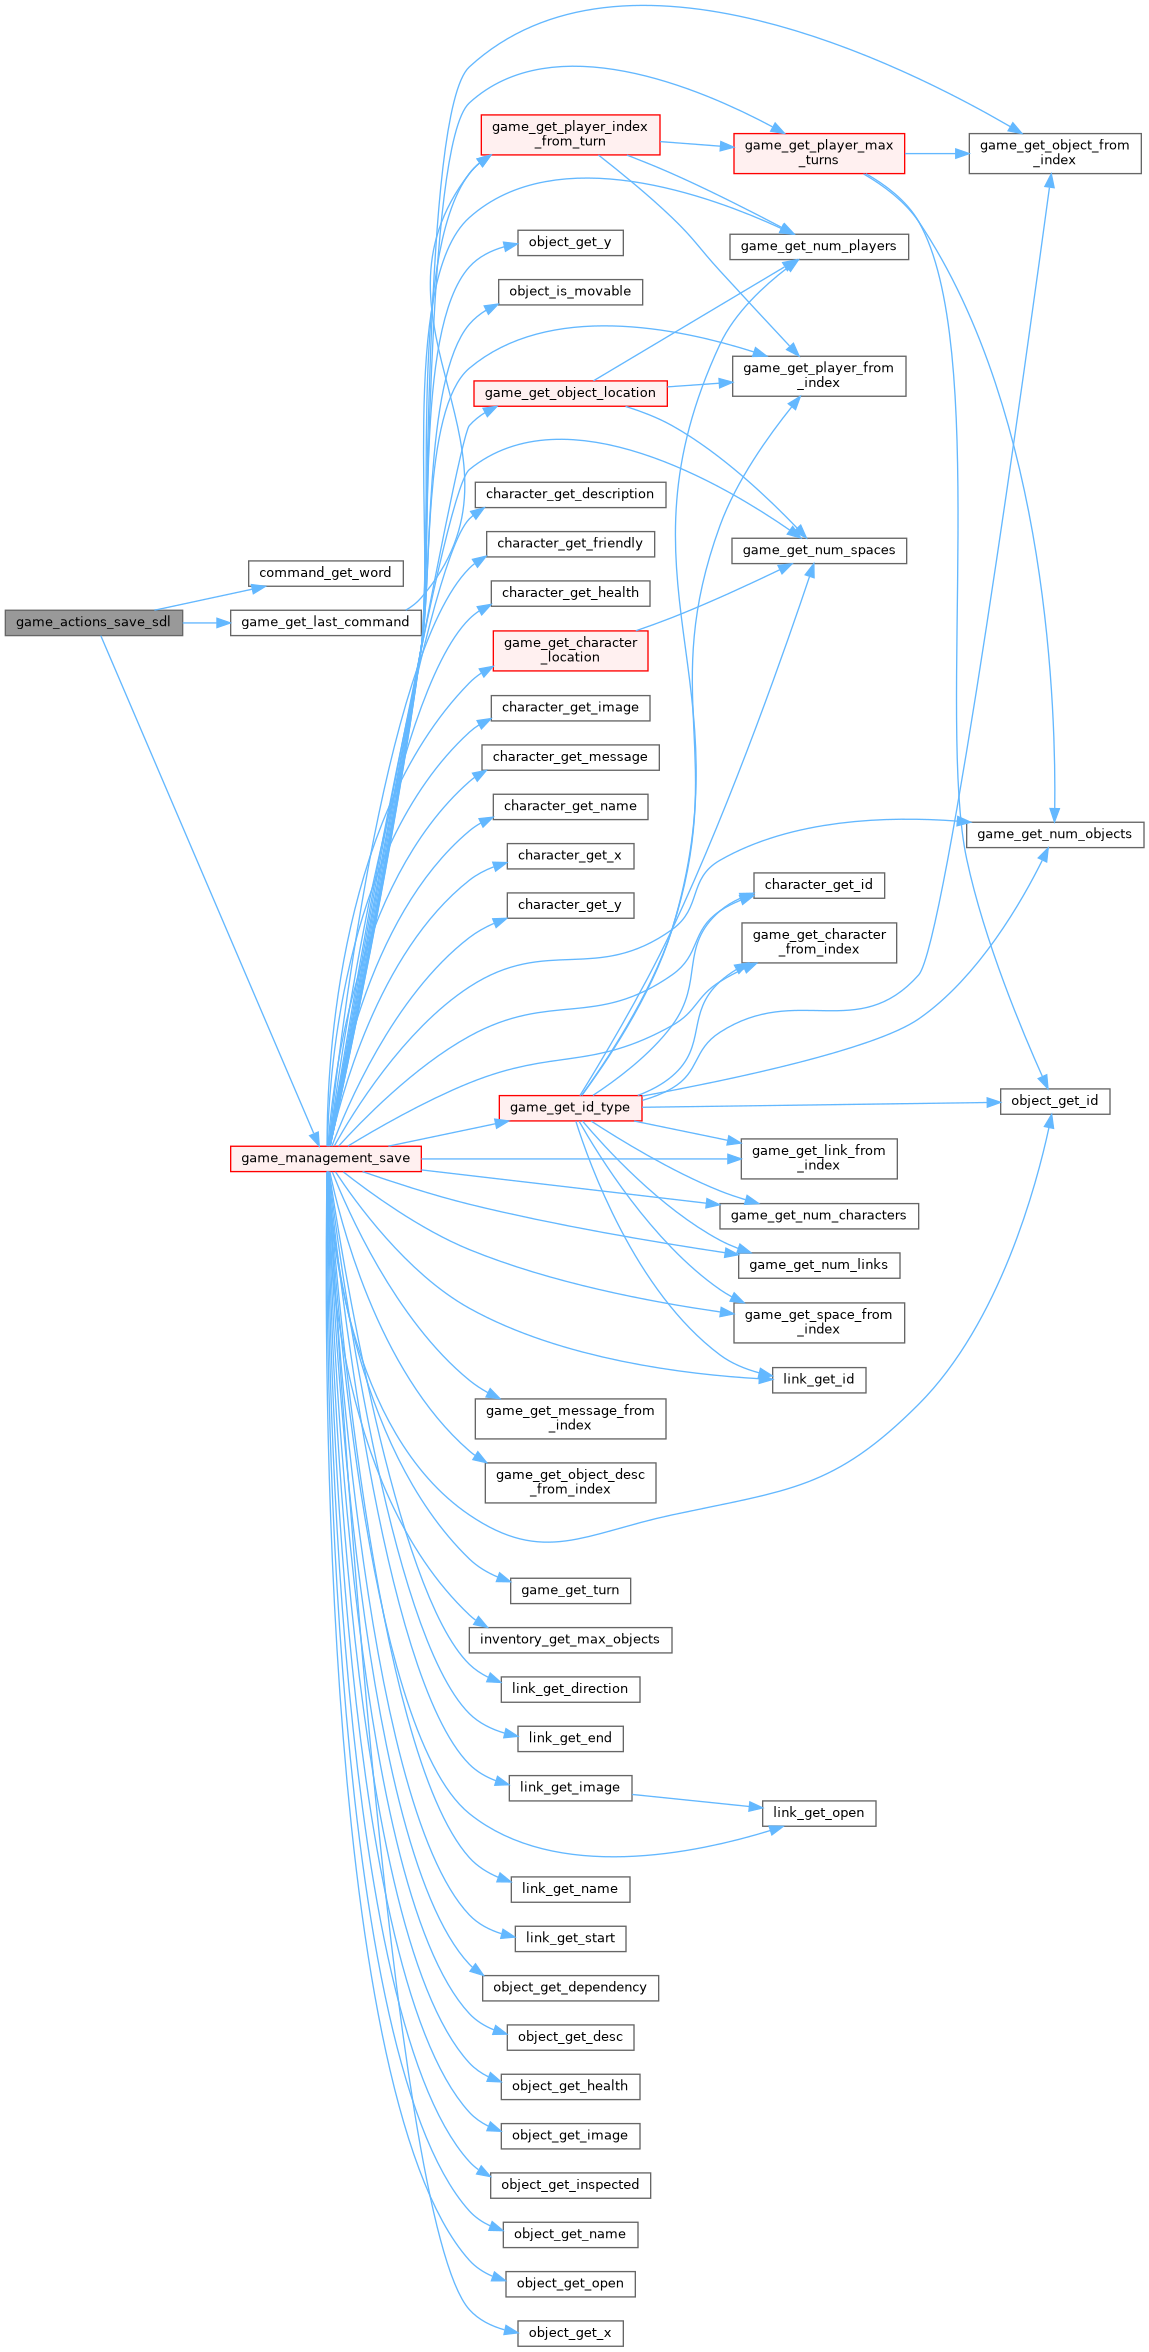 game_actions_save_sdl
command_get_word
game_get_last_command
game_management_save
game_get_player_index
_from_turn
object_get_y
object_is_movable
game_get_object_location
character_get_description
character_get_friendly
character_get_health
game_get_character
_location
character_get_image
character_get_message
character_get_name
character_get_x
character_get_y
game_get_id_type
game_get_message_from
_index
game_get_object_desc
_from_index
game_get_turn
inventory_get_max_objects
link_get_direction
link_get_end
link_get_image
link_get_name
link_get_start
object_get_dependency
object_get_desc
object_get_health
object_get_image
object_get_inspected
object_get_name
object_get_open
object_get_x
game_get_player_max
_turns
game_get_num_players
game_get_player_from
_index
game_get_num_spaces
character_get_id
game_get_character
_from_index
game_get_link_from
_index
game_get_num_characters
game_get_num_links
game_get_space_from
_index
link_get_id
link_get_open
game_get_object_from
_index
game_get_num_objects
object_get_id